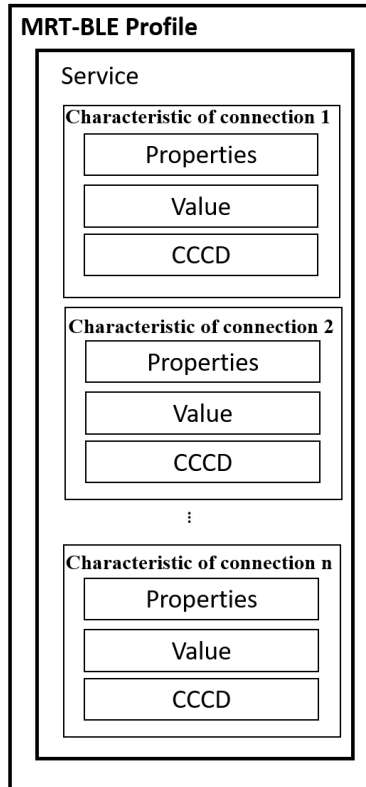 MRT-BLE Profile
Service
Characteristic of connection 1
Properties
Value
CCCD
Characteristic of connection 2
Properties
Value
CCCD
⋮
Characteristic of connection n
Properties
Value
CCCD